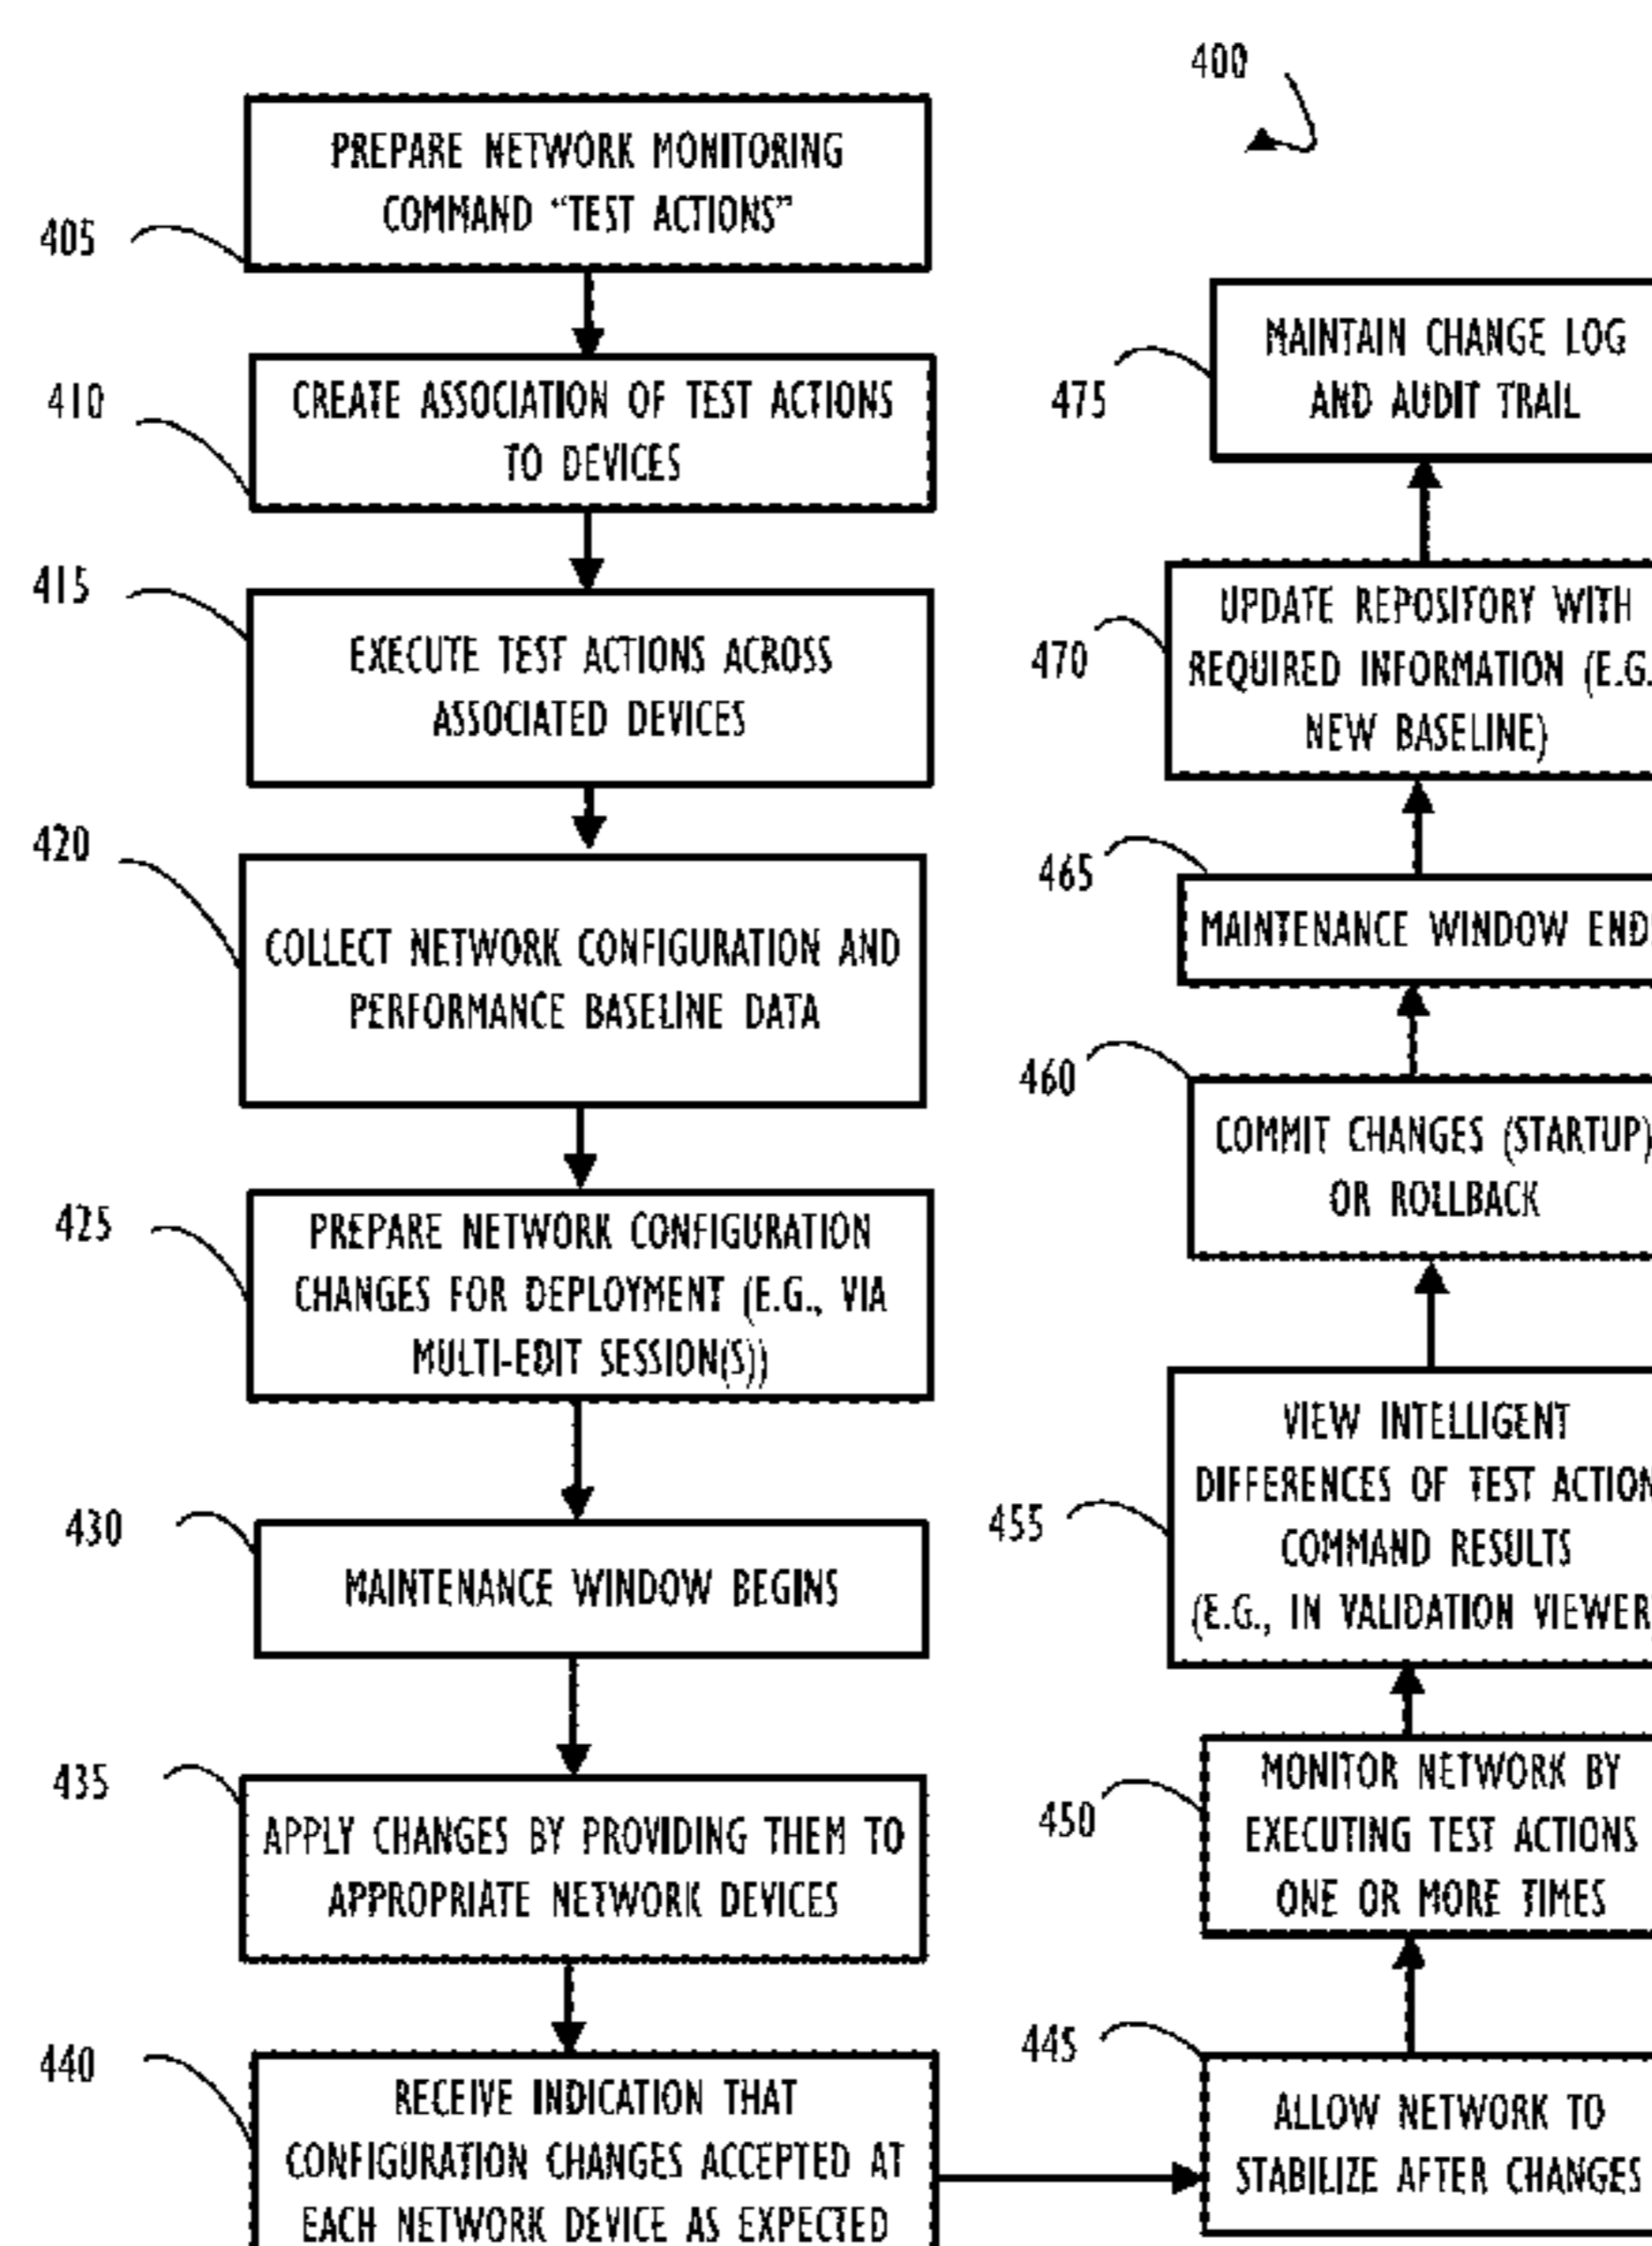 400
PREPARE NETWORK MONITORING
COMMAND “TEST ACTIONS”
405
CREATE ASSOCIATION OF TEST ACTIONS
TO DEVICES
410
EXECUTE TEST ACTIONS ACROSS
ASSOCIATED DEVICES
415
COLLECT NETWORK CONFIGURATION AND
PERFORMANCE BASELINE DATA
420
PREPARE NETWORK CONFIGURATION
CHANGES FOR DEPLOYMENT (E.G., VIA
MULTI-EDIT SESSION(S))
425
MAINTENANCE WINDOW BEGINS
430
APPLY CHANGES BY PROVIDING THEM TO
APPROPRIATE NETWORK DEVICES
435
RECEIVE INDICATION THAT
CONFIGURATION CHANGES ACCEPTED AT
EACH NETWORK DEVICE AS EXPECTED
440
ALLOW NETWORK TO
STABILIZE AFTER CHANGES
445
MONITOR NETWORK BY
EXECUTING TEST ACTIONS
ONE OR MORE TIMES
450
VIEW INTELLIGENT
DIFFERENCES OF TEST ACTION
COMMAND RESULTS
(E.G., IN VALIDATION VIEWER
455
COMMIT CHANGES (STARTUP)
OR ROLLBACK
460
MAINTENANCE WINDOW END
465
UPDATE REPOSITORY WITH
REQUIRED INFORMATION (E.G.
NEW BASELINE)
470
MAINTAIN CHANGE LOG
AND AUDIT TRAIL
475